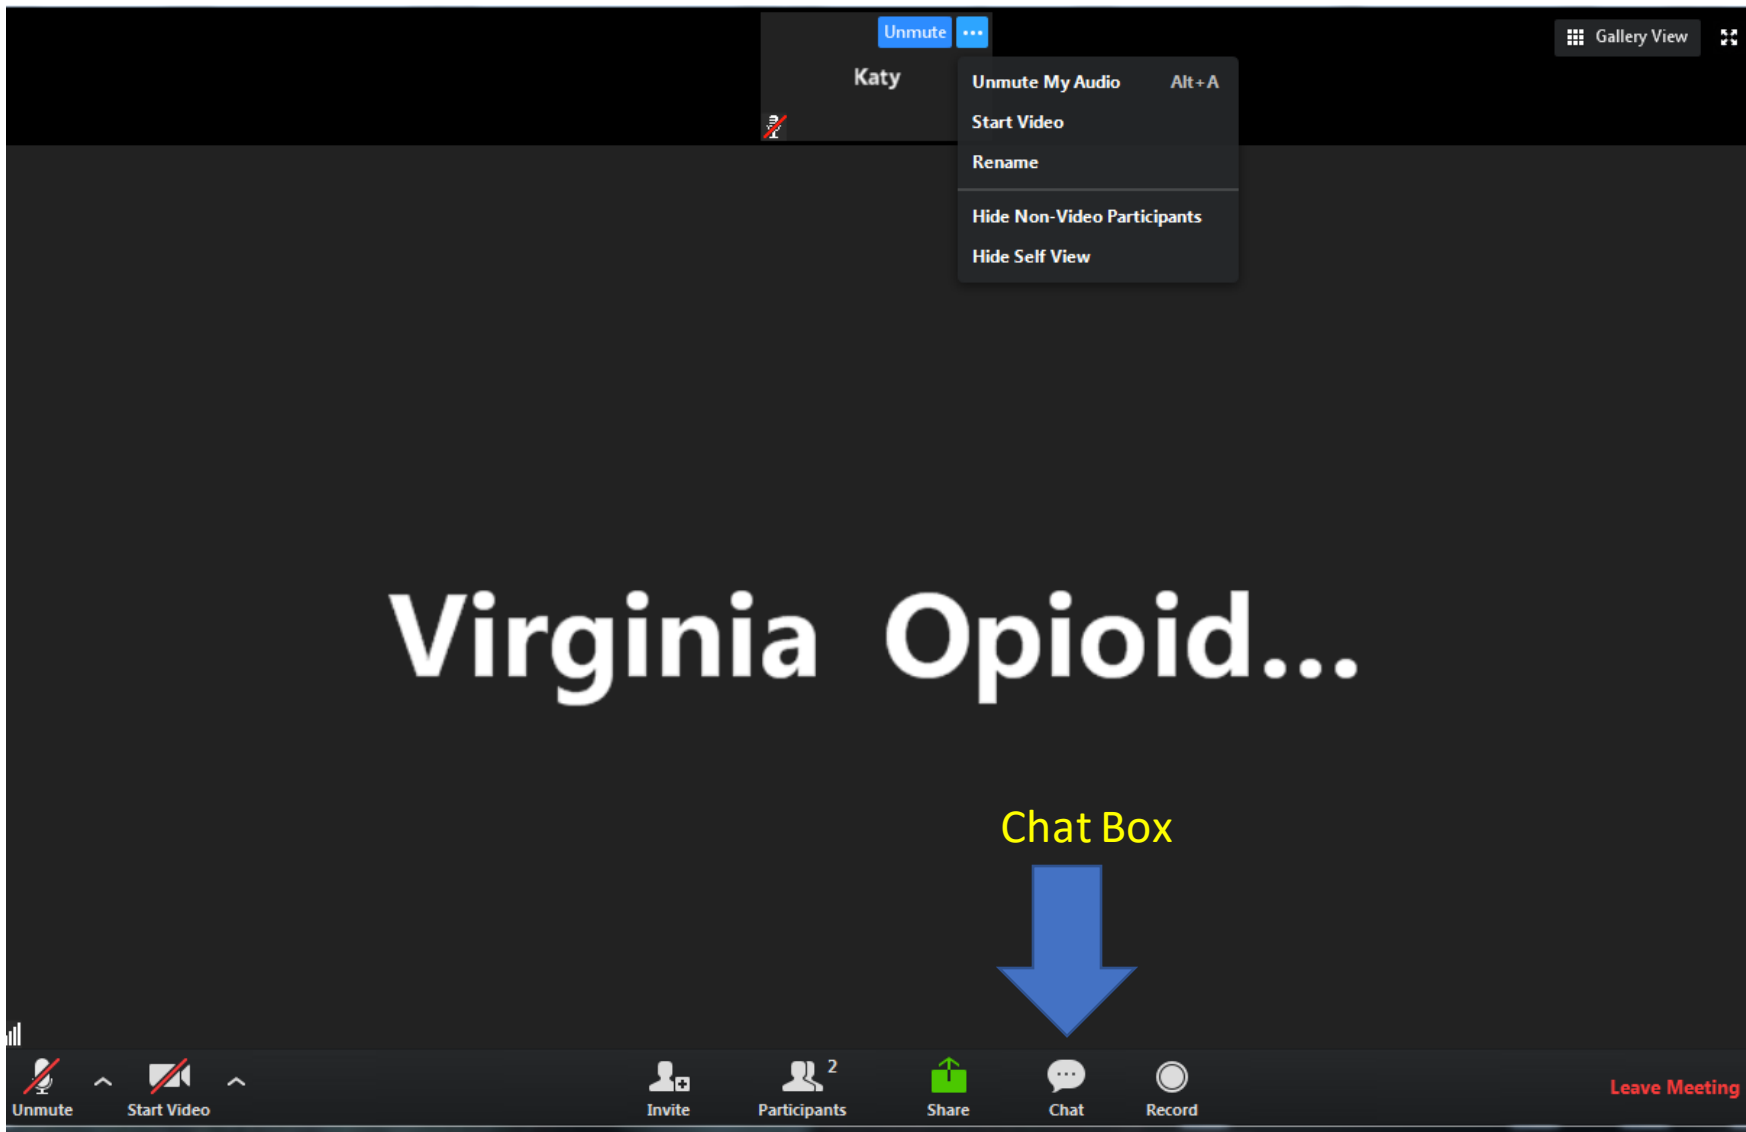 Unmute ...
Gallery View
Katy
Unmute My Audio Alt+A
Start Video
Rename
Hide Non-Video Participants
Hide Self View
Virginia Opioid...
Chat Box
2
Unmute
Start Video
Invite
Participants
Share
Chat
Record
Leave Meeting